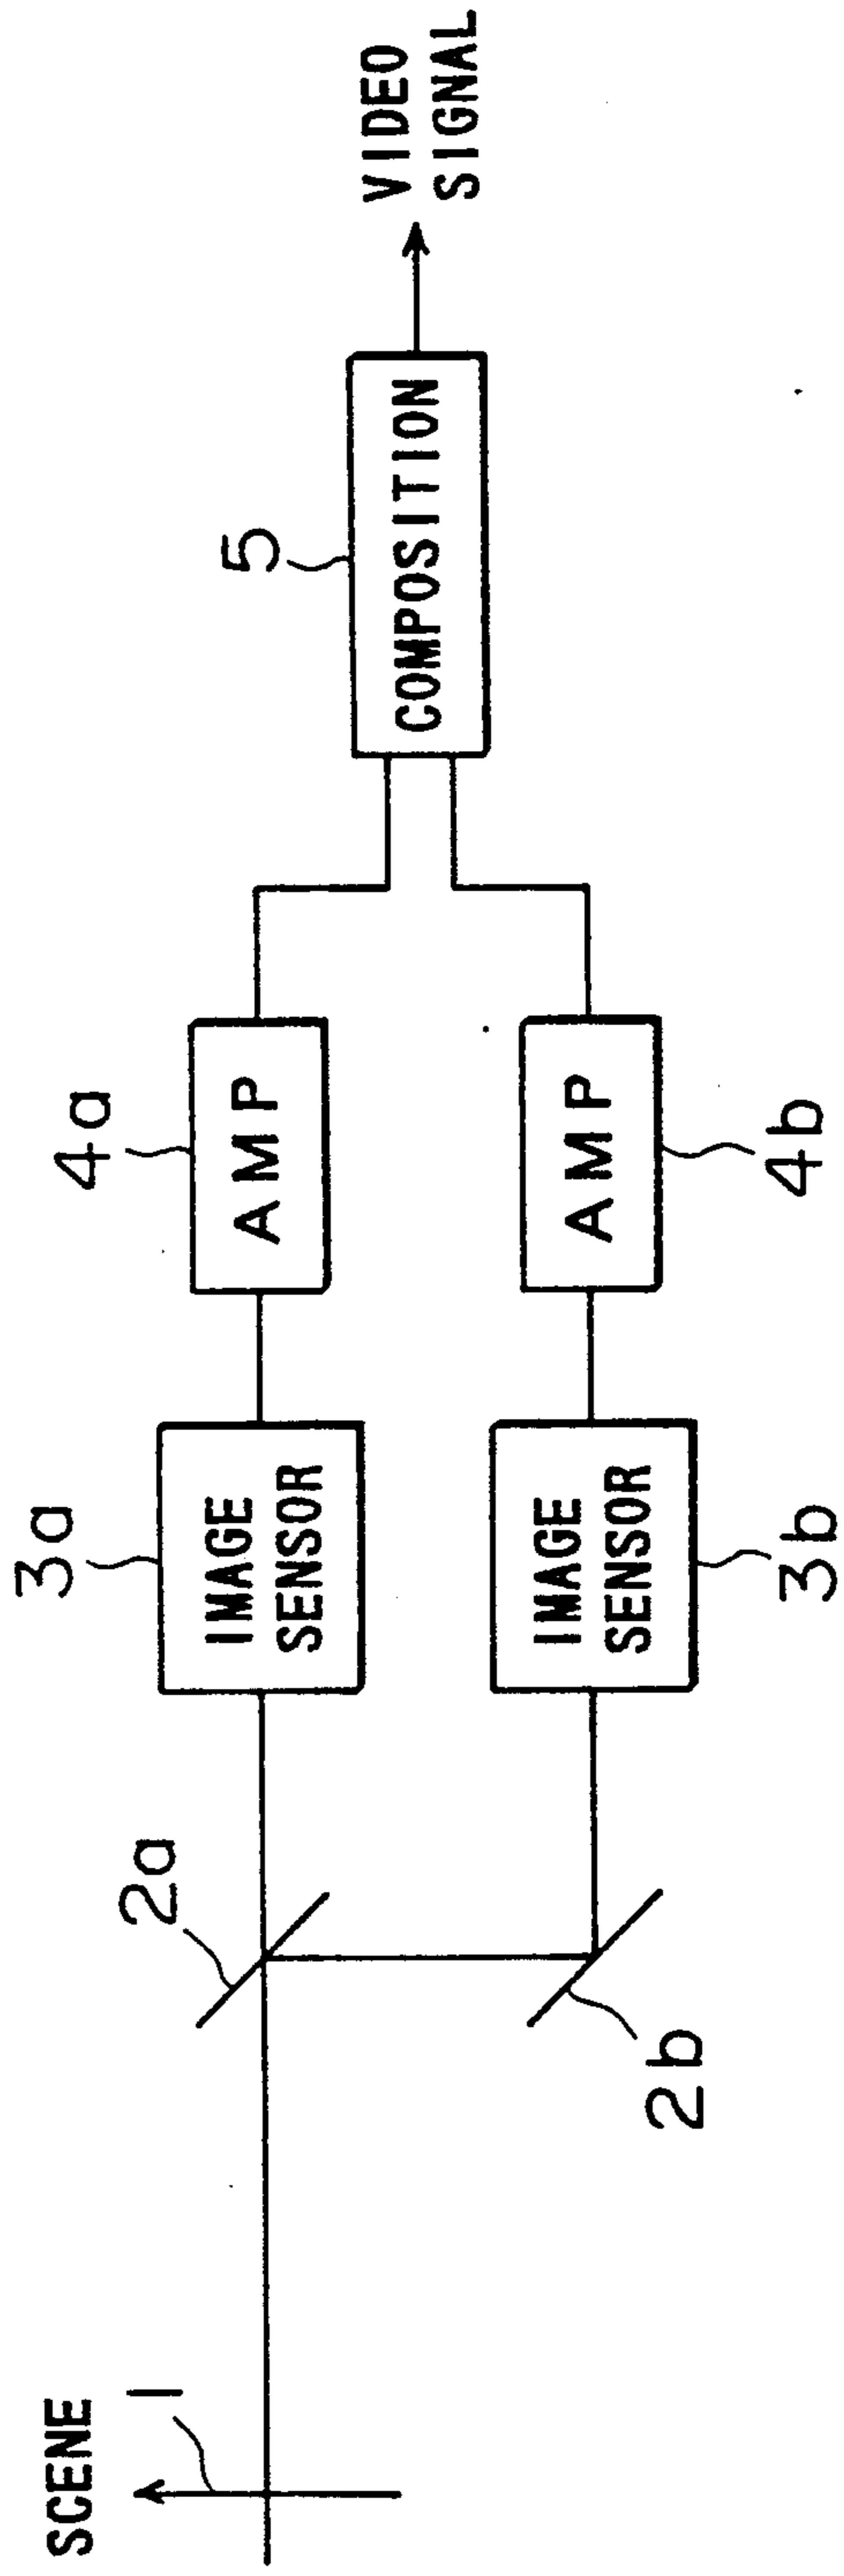 SCENE
1
2a
2b
3a
IMAGE
SENSOR
IMAGE
SENSOR
3b
4a
AMP
AMP
4b
5
COMPOSITION
VIDEO
SIGNAL